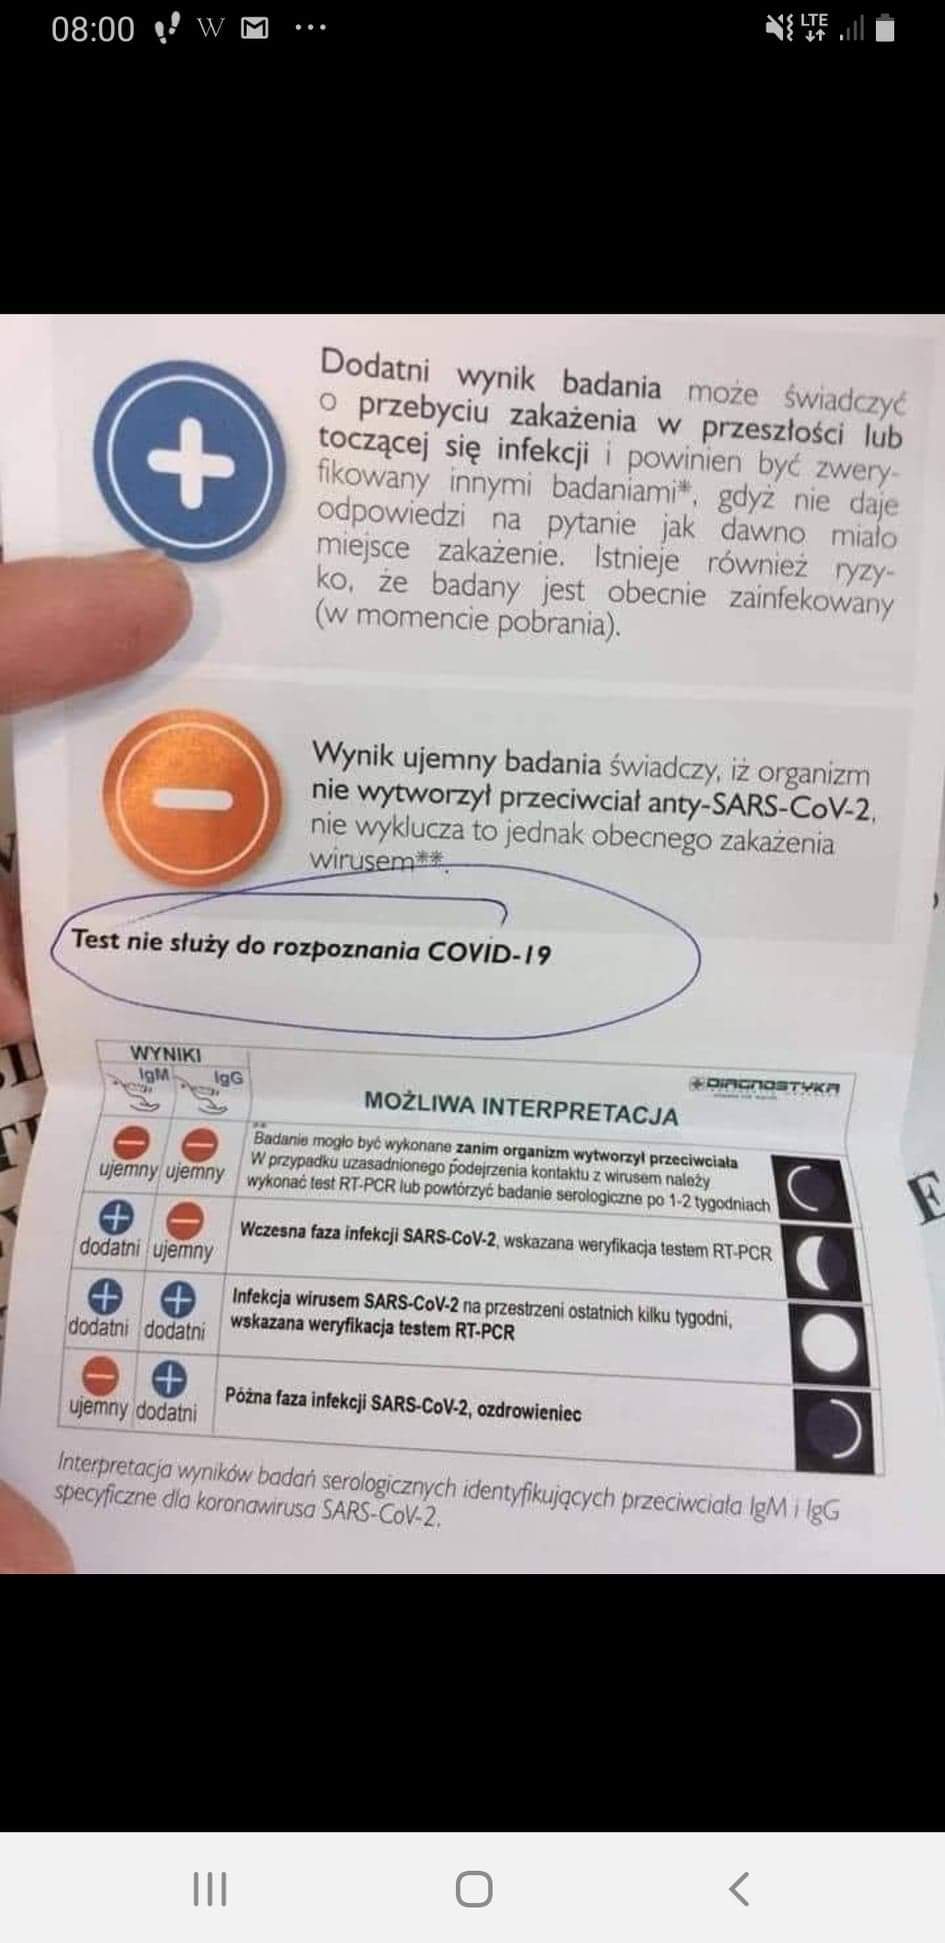 08:00 W M ...
LTE
Dodatni wynik badania może świadczyć
o przebyciu zakażenia w przeszłości lub
toczącej się infekcji i powinien być zwery-
fikowany innymi badaniami*, gdyż nie daje
odpowiedzi na pytanie jak dawno miało
miejsce zakażenie. Istnieje również ryzy-
ko, że badany jest obecnie zainfekowany
(w momencie pobrania).
Wynik ujemny badania świadczy, iż organizm
nie wytworzył przeciwciał anty-SARS-CoV-2,
nie wyklucza to jednak obecnego zakażenia
wirusem**.
Test nie służy do rozpoznania COVID-19
WYNIKI
IgM IgG
MOŻLIWA INTERPRETACJA
DIAGNOSTYKA
ujemny ujemny
**
Badanie mogło być wykonane zanim organizm wytworzył przeciwciała
W przypadku uzasadnionego podejrzenia kontaktu z wirusem należy
wykonać test RT-PCR lub powtórzyć badanie serologiczne po 1-2 tygodniach
dodatni ujemny
Wczesna faza infekcji SARS-CoV-2, wskazana weryfikacja testem RT-PCR
dodatni dodatni
Infekcja wirusem SARS-CoV-2 na przestrzeni ostatnich kilku tygodni,
wskazana weryfikacja testem RT-PCR
ujemny dodatni
Późna faza infekcji SARS-CoV-2, ozdrowieniec
Interpretacja wyników badań serologicznych identyfikujących przeciwciała IgM i IgG
specyficzne dla koronawirusa SARS-CoV-2.
E